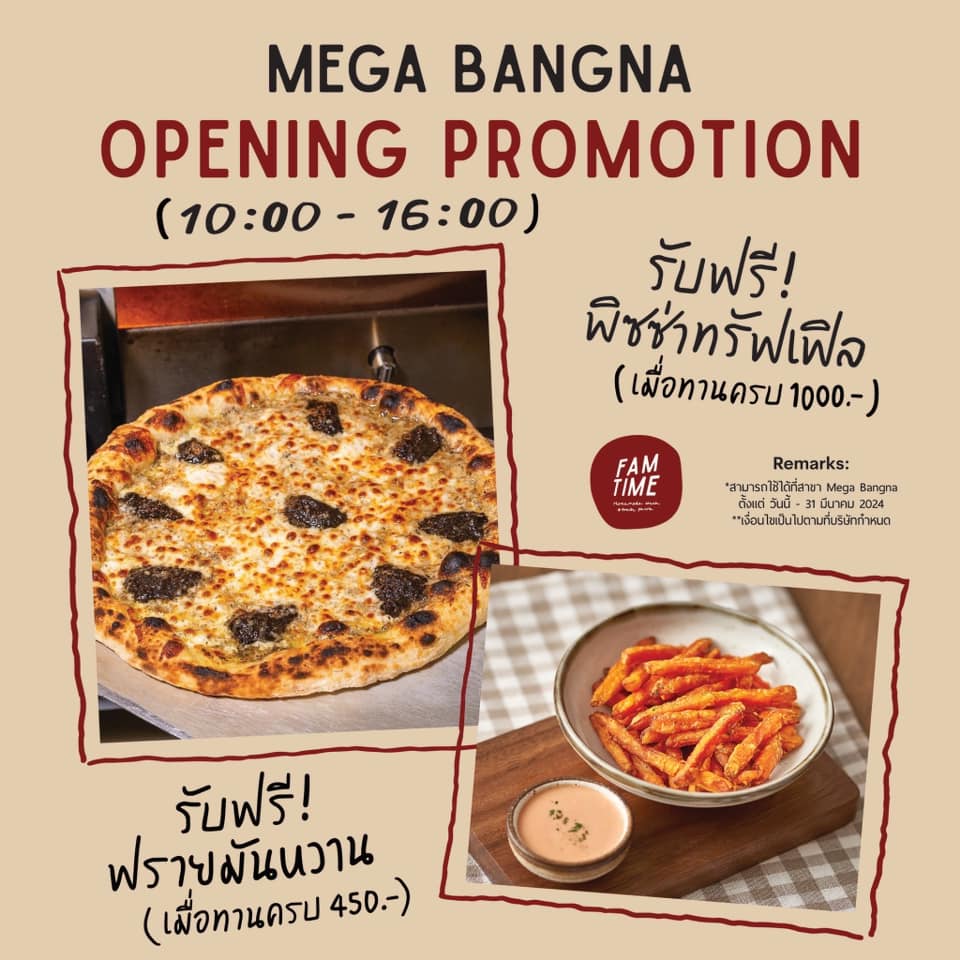 MEGA BANGNA
OPENING PROMOTION
(10:00 - 16:00)
รับฟรี!
พิซซ่าทรัฟเฟิล
(เมื่อทานครบ 1000.-)
FAM
TIME
Remarks:
*สามารถใช้ได้ที่สาขา Mega Bangna
ตั้งแต่ วันนี้ - 31 มีนาคม 2024
**เงื่อนไขเป็นไปตามที่บริษัทกำหนด
รับฟรี!
ฟรายมันหวาน
(เมื่อทานครบ 450.-)